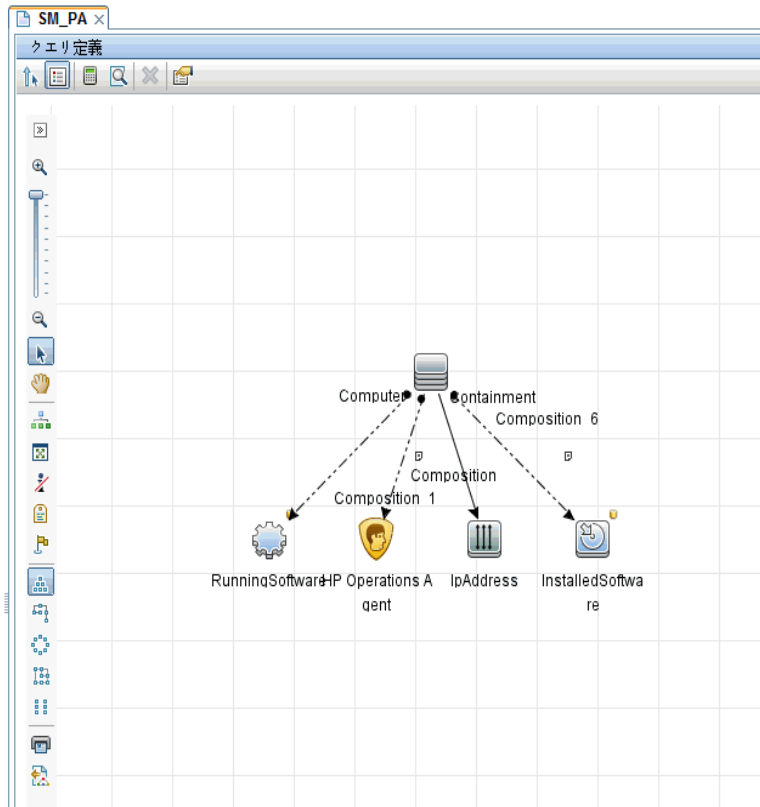 SM_PA
クエリ定義
Computer
Containment
Composition 6
Composition
Composition 1
RunningSoftware
HP Operations A
gent
IpAddress
InstalledSoftwa
re